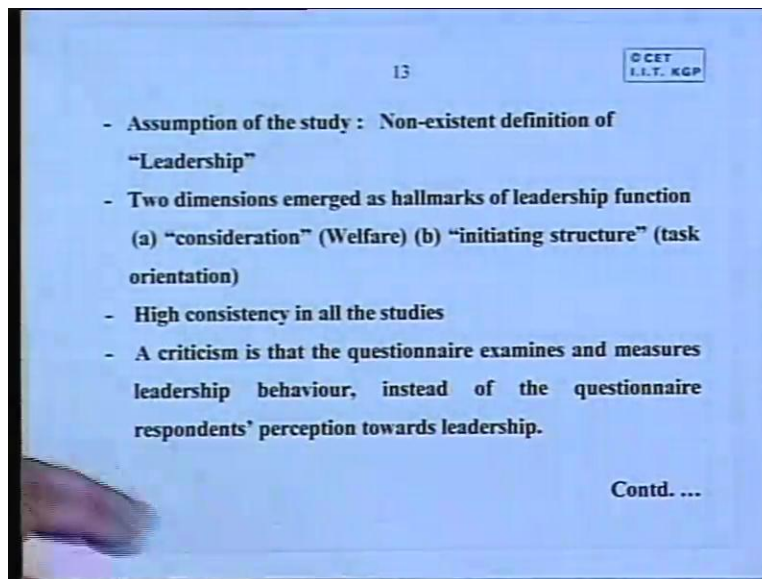 13
© CET
I.I.T. KGP
- Assumption of the study : Non-existent definition of
“Leadership”
- Two dimensions emerged as hallmarks of leadership function
(a) “consideration” (Welfare) (b) “initiating structure” (task
orientation)
- High consistency in all the studies
- A criticism is that the questionnaire examines and measures
leadership behaviour, instead of the questionnaire
respondents’ perception towards leadership.
Contd. ...